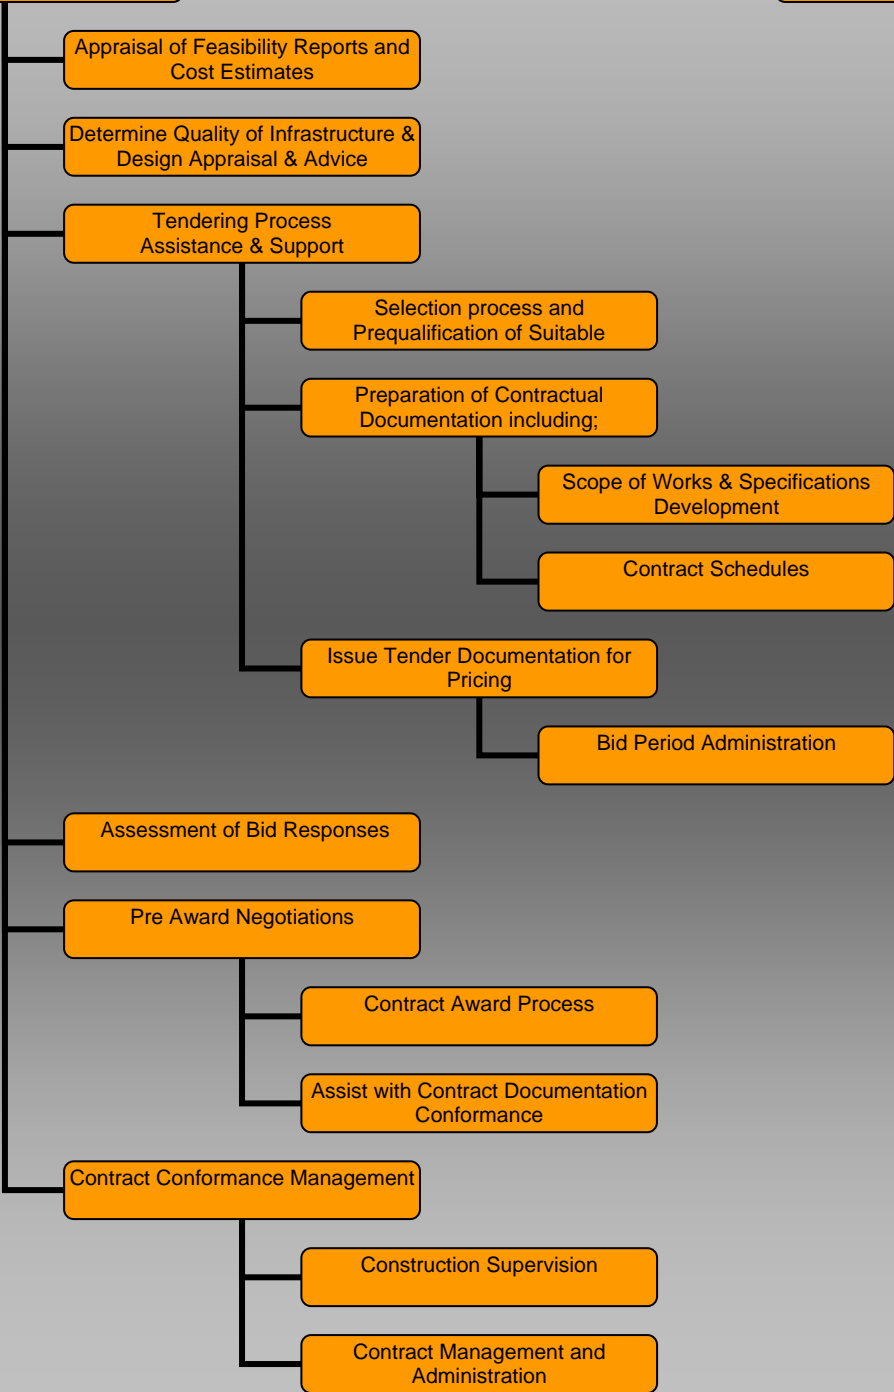 Appraisal of Feasibility Reports and
Cost Estimates
Determine Quality of Infrastructure &
Design Appraisal & Advice
Tendering Process
Assistance & Support
Selection process and
Prequalification of Suitable
Preparation of Contractual
Documentation including;
Scope of Works & Specifications
Development
Contract Schedules
Issue Tender Documentation for
Pricing
Bid Period Administration
Assessment of Bid Responses
Pre Award Negotiations
Contract Award Process
Assist with Contract Documentation
Conformance
Contract Conformance Management
Construction Supervision
Contract Management and
Administration